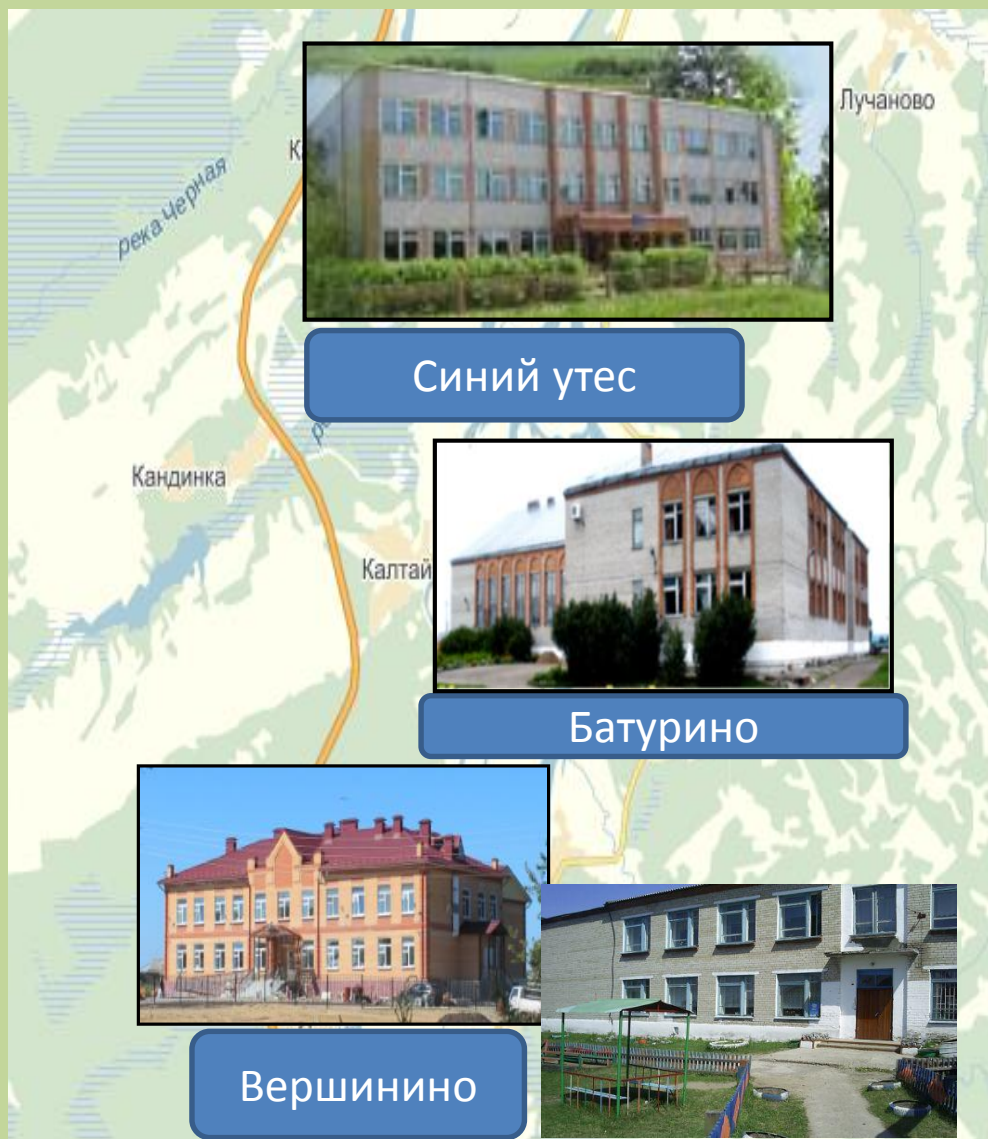 Лучаново
река Черная
Синий утес
Кандинка
Калтай
Батурино
Вершинино